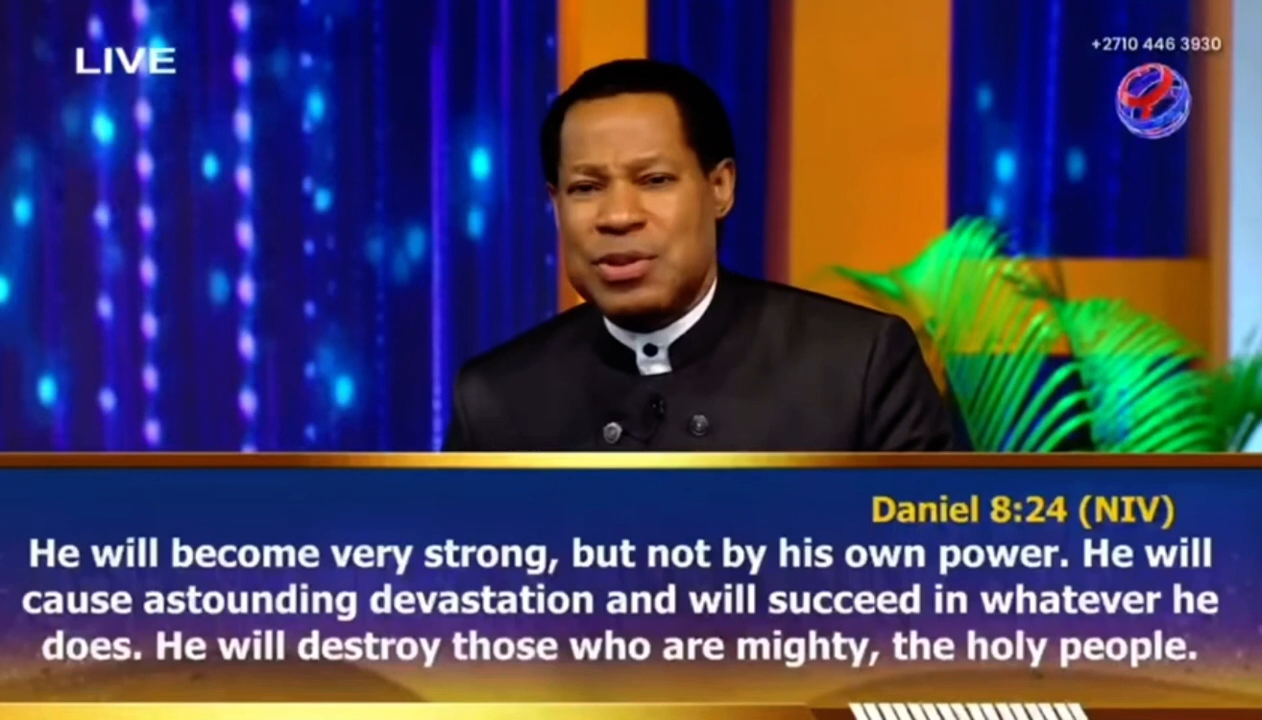 LIVE
+2710 446 3930
Daniel 8:24 (NIV)
He will become very strong, but not by his own power. He will
cause astounding devastation and will succeed in whatever he
does. He will destroy those who are mighty, the holy people.